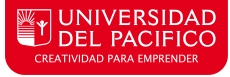 UNIVERSIDAD
DEL PACIFICO
CREATIVIDAD PARA EMPRENDER